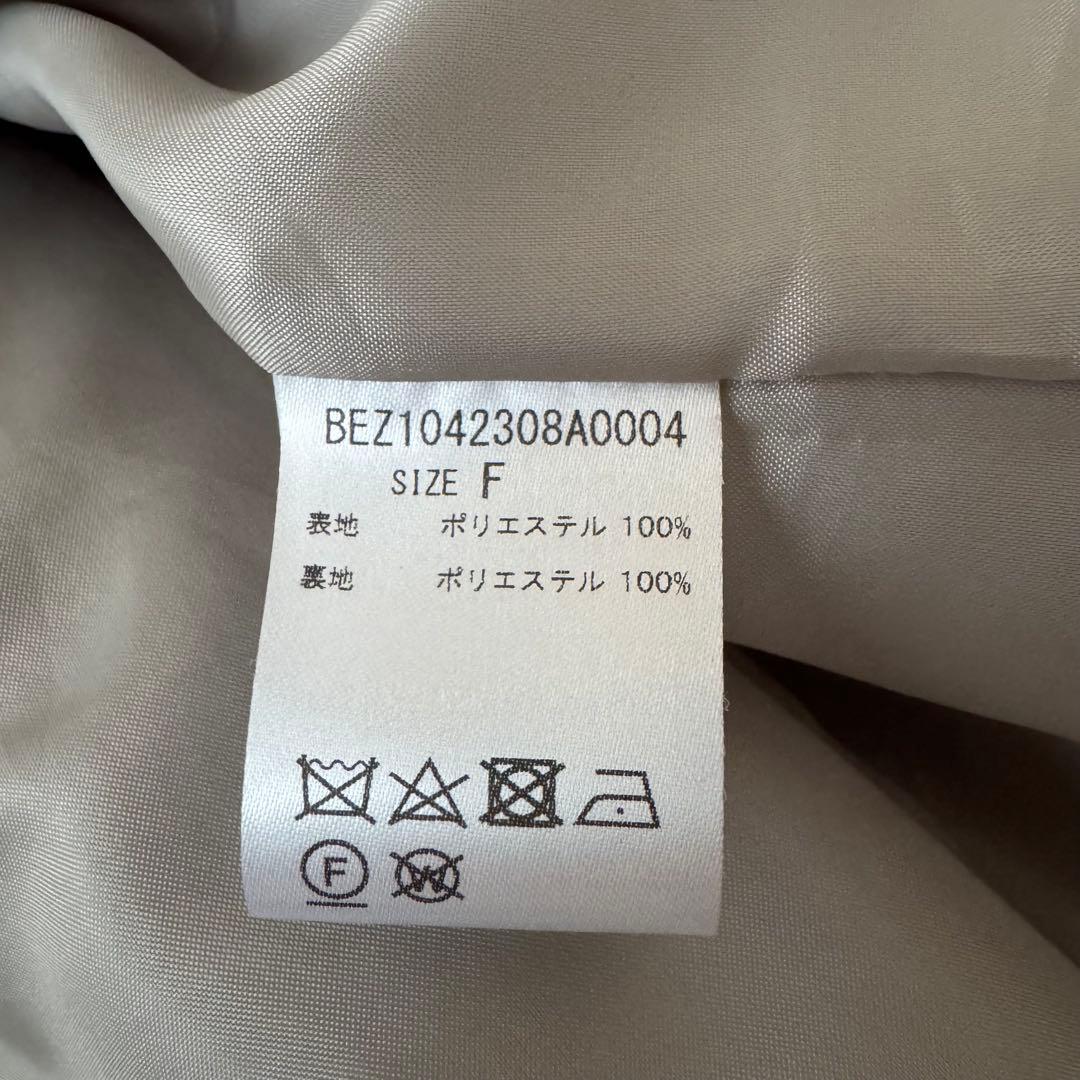 BEZ1042308A0004
SIZE F
表地 ポリエステル 100%
裏地 ポリエステル 100%
F W